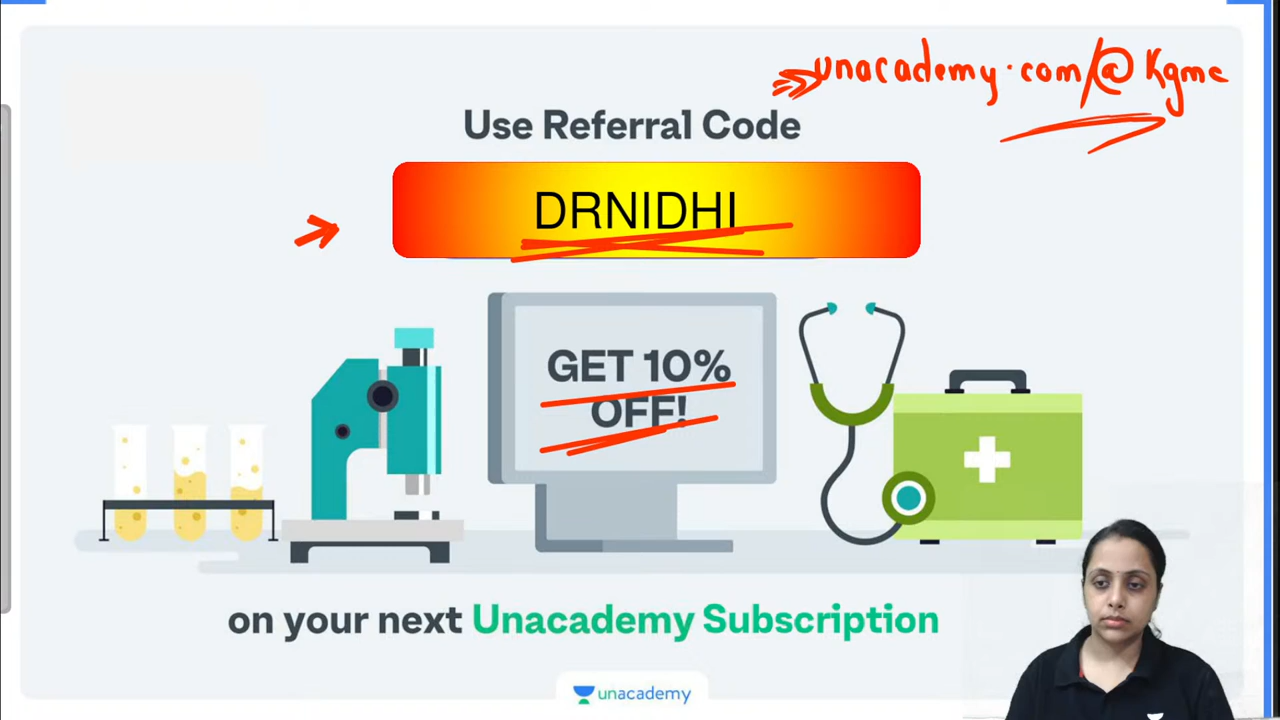 unacademy.com/@Kgmc
Use Referral Code
DRNIDHI
GET 10%
OFF!
on your next Unacademy Subscription
unacademy